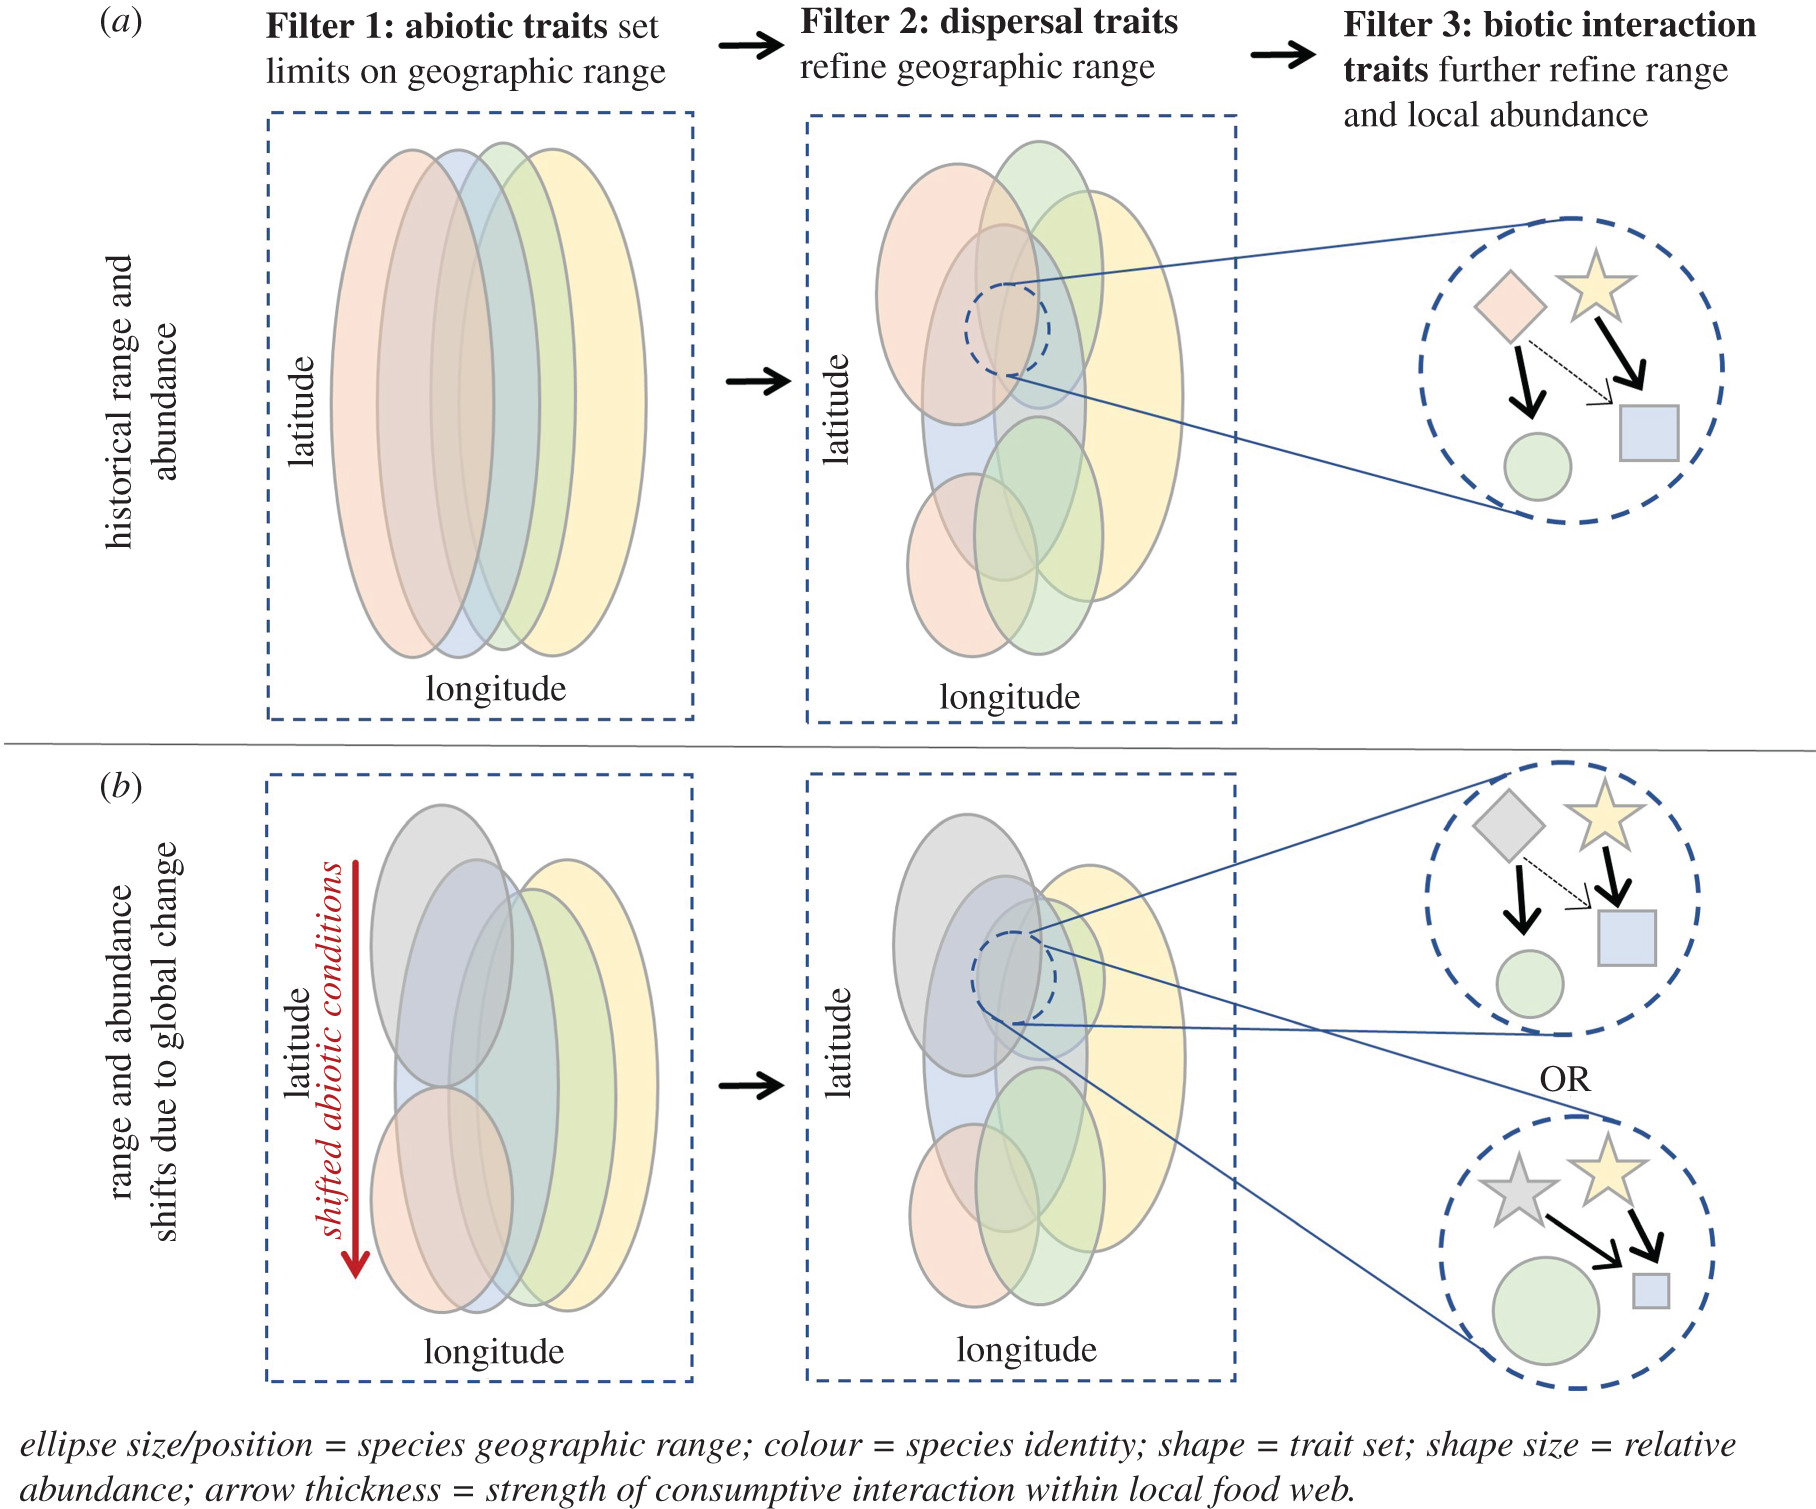 (a)
Filter 1: abiotic traits set
limits on geographic range
Filter 2: dispersal traits
refine geographic range
Filter 3: biotic interaction
traits further refine range
and local abundance
historical range and
abundance
latitude
longitude
latitude
longitude
(b)
range and abundance
shifts due to global change
latitude
shifted abiotic conditions
longitude
latitude
longitude
OR
ellipse size/position = species geographic range; colour = species identity; shape = trait set; shape size = relative
abundance; arrow thickness = strength of consumptive interaction within local food web.